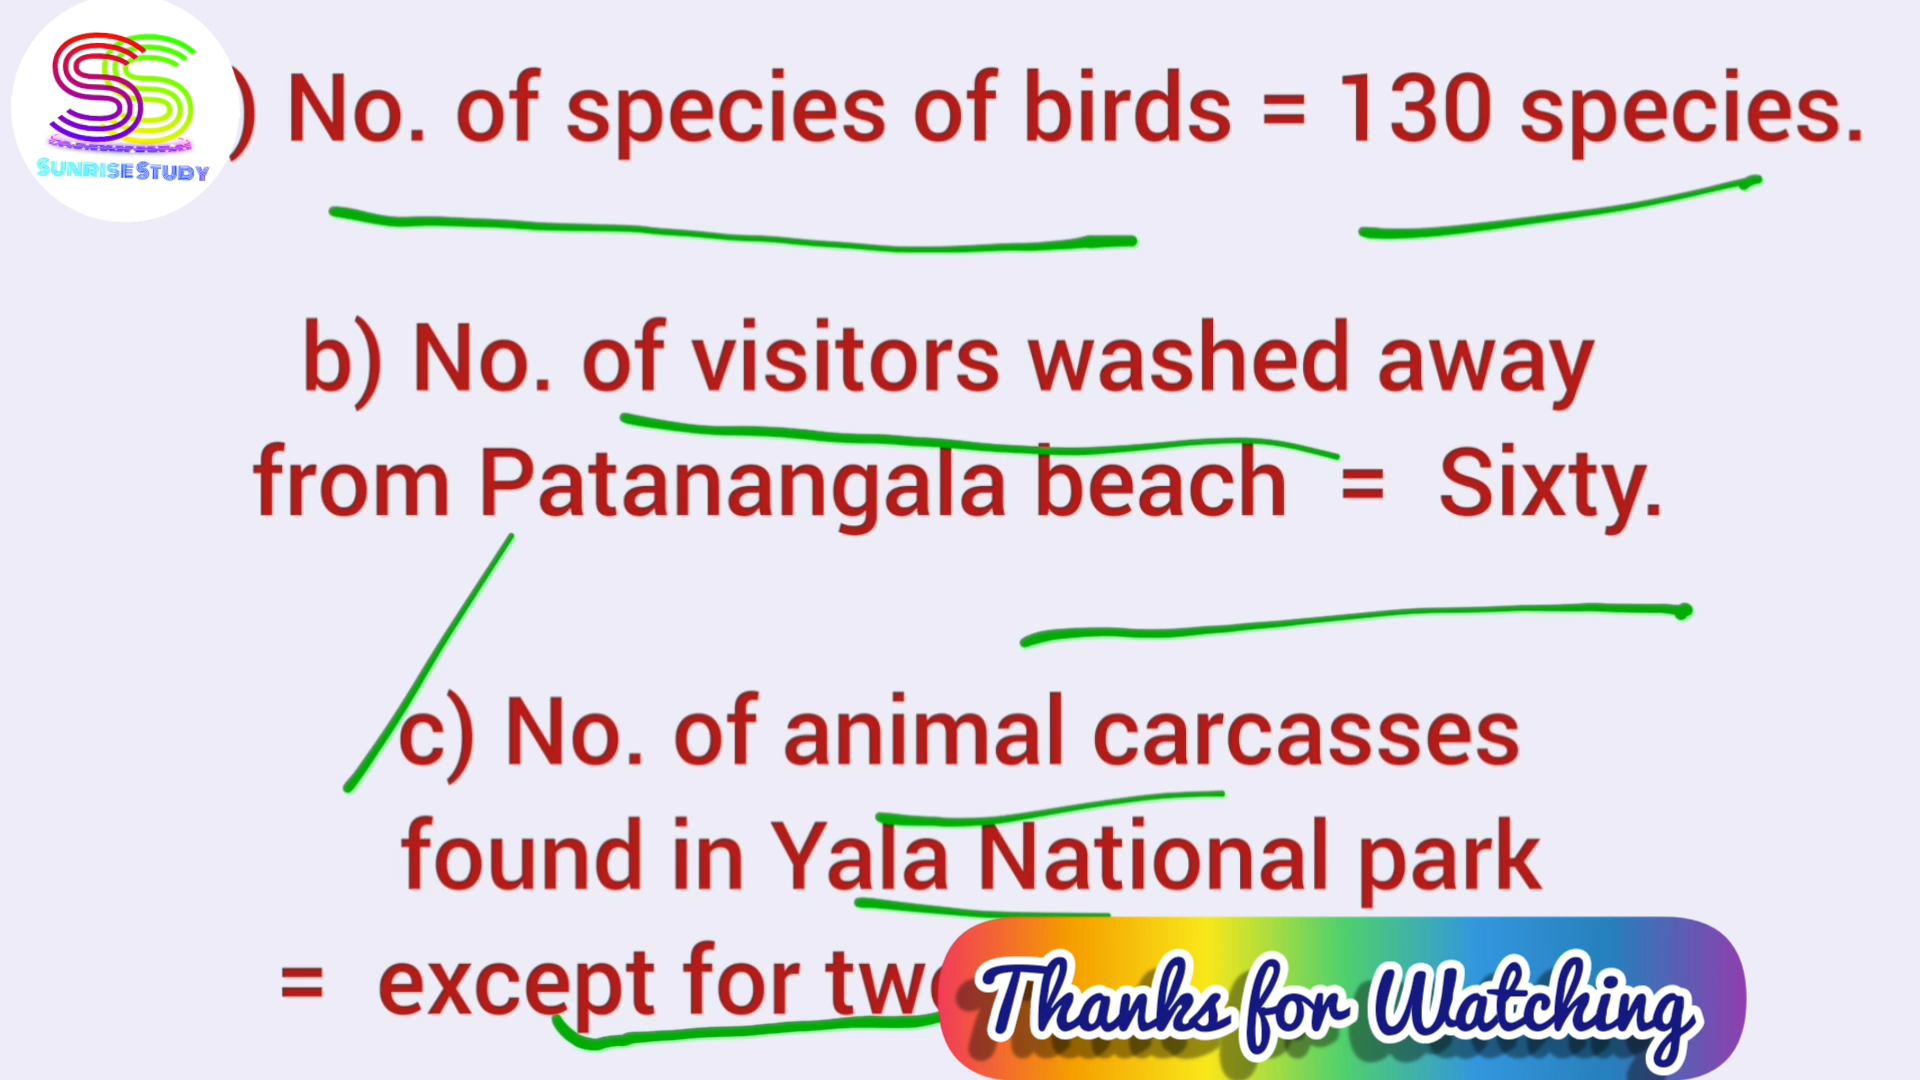 SS
SUNRISE STUDY
) No. of species of birds = 130 species.
b) No. of visitors washed away
from Patanangala beach = Sixty.
c) No. of animal carcasses
found in Yala National park
= except for
Thanks for Watching